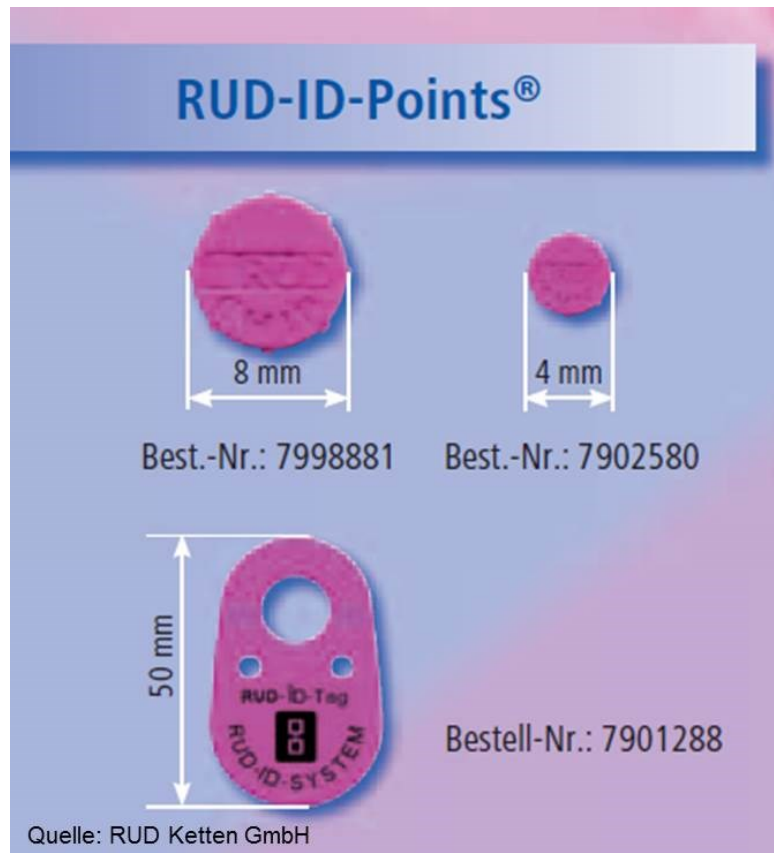 RUD-ID-Points®
8 mm
4 mm
Best.-Nr.: 7998881
Best.-Nr.: 7902580
50 mm
RUD-ID-Tag
RUD-ID-SYSTEM
Bestell-Nr.: 7901288
Quelle: RUD Ketten GmbH